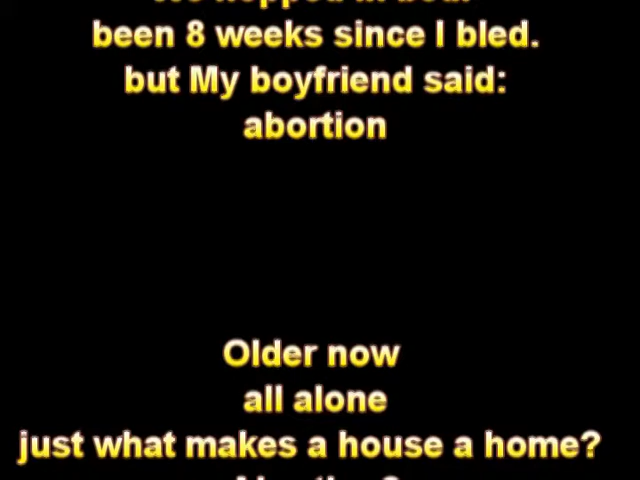 been 8 weeks since I bled.
but My boyfriend said:
abortion
Older now
all alone
just what makes a house a home?